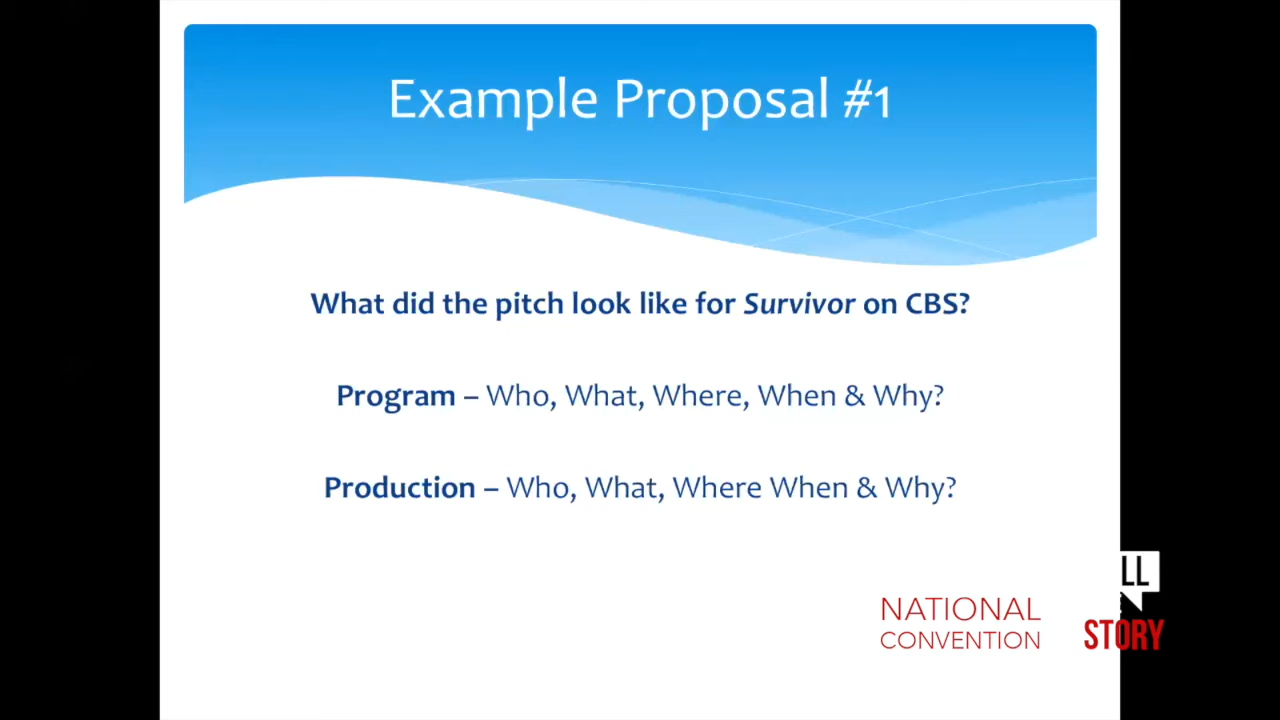 Example Proposal #1
What did the pitch look like for Survivor on CBS?
Program – Who, What, Where, When & Why?
Production – Who, What, Where When & Why?
NATIONAL
CONVENTION
LL
STORY